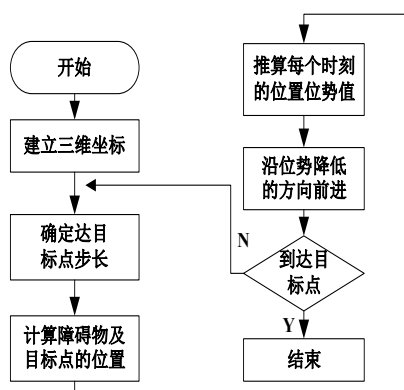 开始
建立三维坐标
确定达目
标点步长
计算障碍物及
目标点的位置
推算每个时刻
的位置位势值
沿位势降低
的方向前进
N
到达目
标点
Y
结束